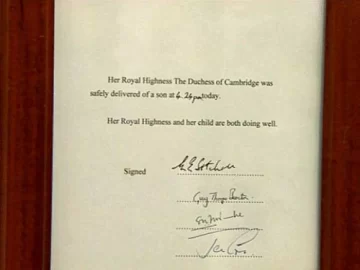 Her Royal Highness The Duchess of Cambridge was
safely delivered of a son at 4.24pm today.
Her Royal Highness and her child are both doing well.
Signed